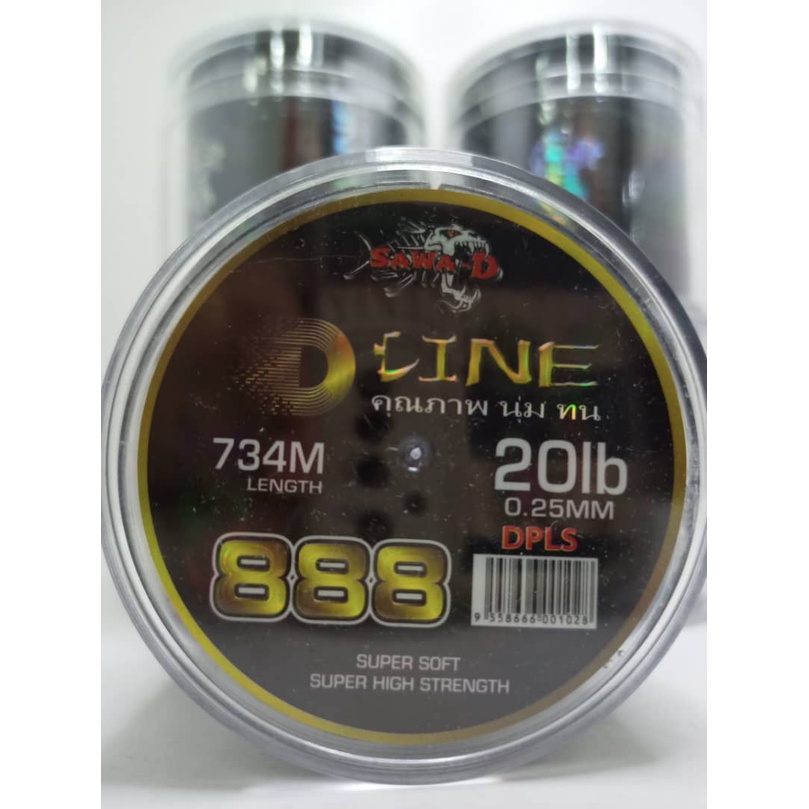 SAWA-D
D LINE
คุณภาพ นุ่ม ทน
734M
LENGTH
20lb
0.25MM
DPLS
888
9 558666 001028
SUPER SOFT
SUPER HIGH STRENGTH